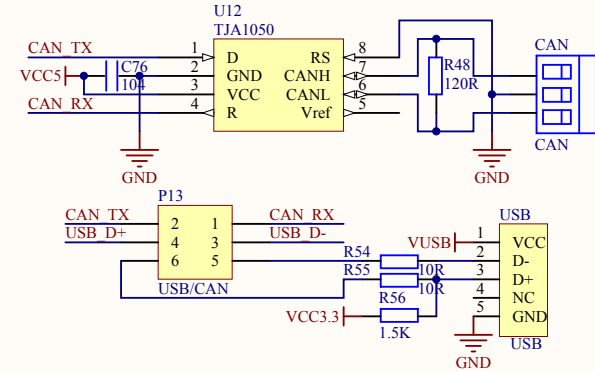 U12
TJA1050
CAN_TX 1 D RS 8
VCC5 C76 2 GND CANH 7
104 3 VCC CANL 6
CAN_RX 4 R Vref 5
R48
120R
CAN
CAN
GND
GND
P13
CAN_TX 2 1 CAN_RX
USB_D+ 4 3 USB_D-
6 5
USB/CAN
R54 10R
R55 10R
R56
VCC3.3
1.5K
USB
VUSB 1 VCC
2 D-
3 D+
4 NC
5 GND
USB
GND